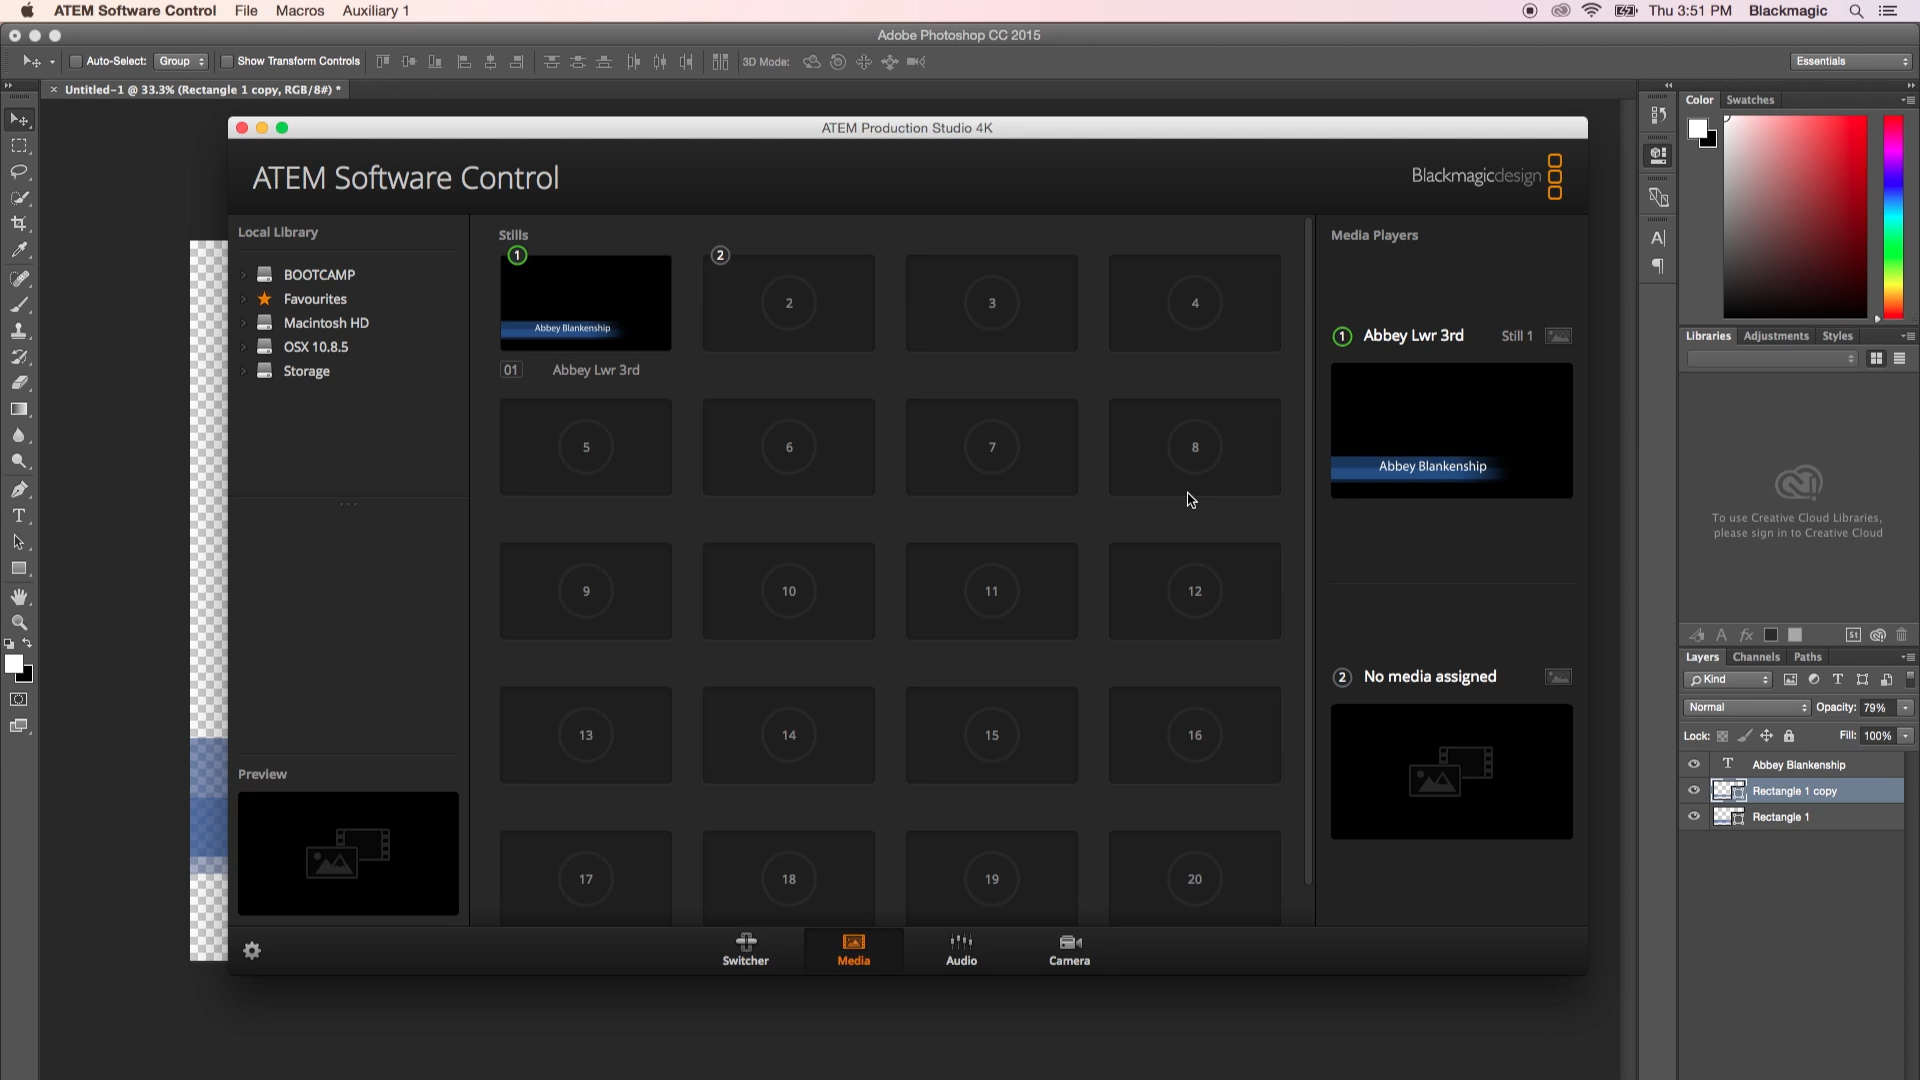 ATEM Software Control File Macros Auxiliary 1 Thu 3:51 PM Blackmagic
Adobe Photoshop CC 2015
Auto-Select: Group Show Transform Controls 3D Mode: Essentials
× Untitled-1 @ 33.3% (Rectangle 1 copy, RGB/8#) *
ATEM Production Studio 4K
ATEM Software Control
Blackmagicdesign
Local Library
BOOTCAMP
Favourites
Macintosh HD
OSX 10.8.5
Storage
Preview
Stills
1
2
Abbey Blankenship
2
3
4
01 Abbey Lwr 3rd
5
6
7
8
9
10
11
12
13
14
15
16
17
18
19
20
Media Players
1 Abbey Lwr 3rd Still 1
Abbey Blankenship
2 No media assigned
Switcher
Media
Audio
Camera
Color Swatches
Libraries Adjustments Styles
To use Creative Cloud Libraries,
please sign in to Creative Cloud
fx
St
Layers Channels Paths
Kind
Normal Opacity: 79%
Lock: Fill: 100%
T Abbey Blankenship
Rectangle 1 copy
Rectangle 1